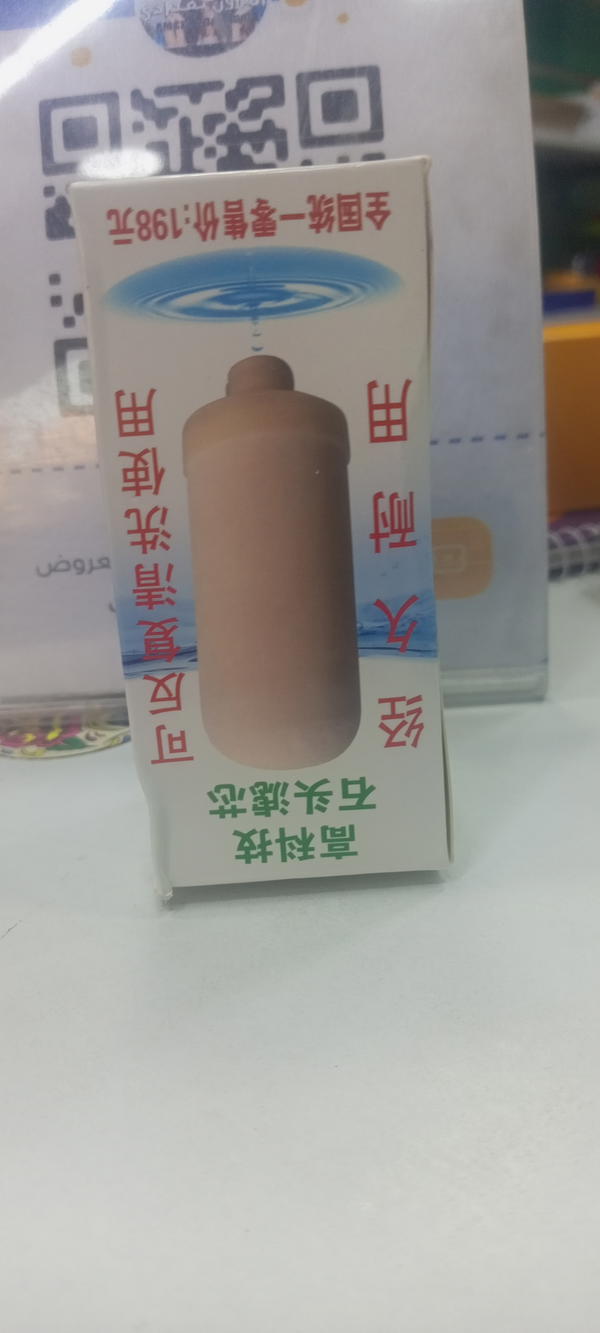 高科技
石头滤芯
经久耐用
可反复清洗使用
全国统一零售价:198元